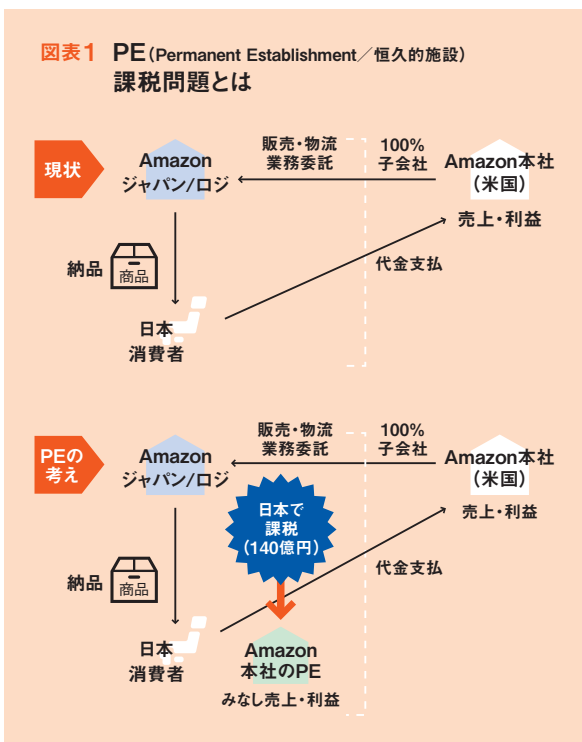 図表1 PE(Permanent Establishment/恒久的施設)
課税問題とは
現状
Amazon
ジャパン/ロジ
販売・物流
業務委託
100%
子会社
Amazon本社
(米国)
売上・利益
納品
商品
代金支払
日本
消費者
PEの
考え
Amazon
ジャパン/ロジ
販売・物流
業務委託
100%
子会社
Amazon本社
(米国)
売上・利益
日本で
課税
(140億円)
納品
商品
代金支払
日本
消費者
Amazon
本社のPE
みなし売上・利益